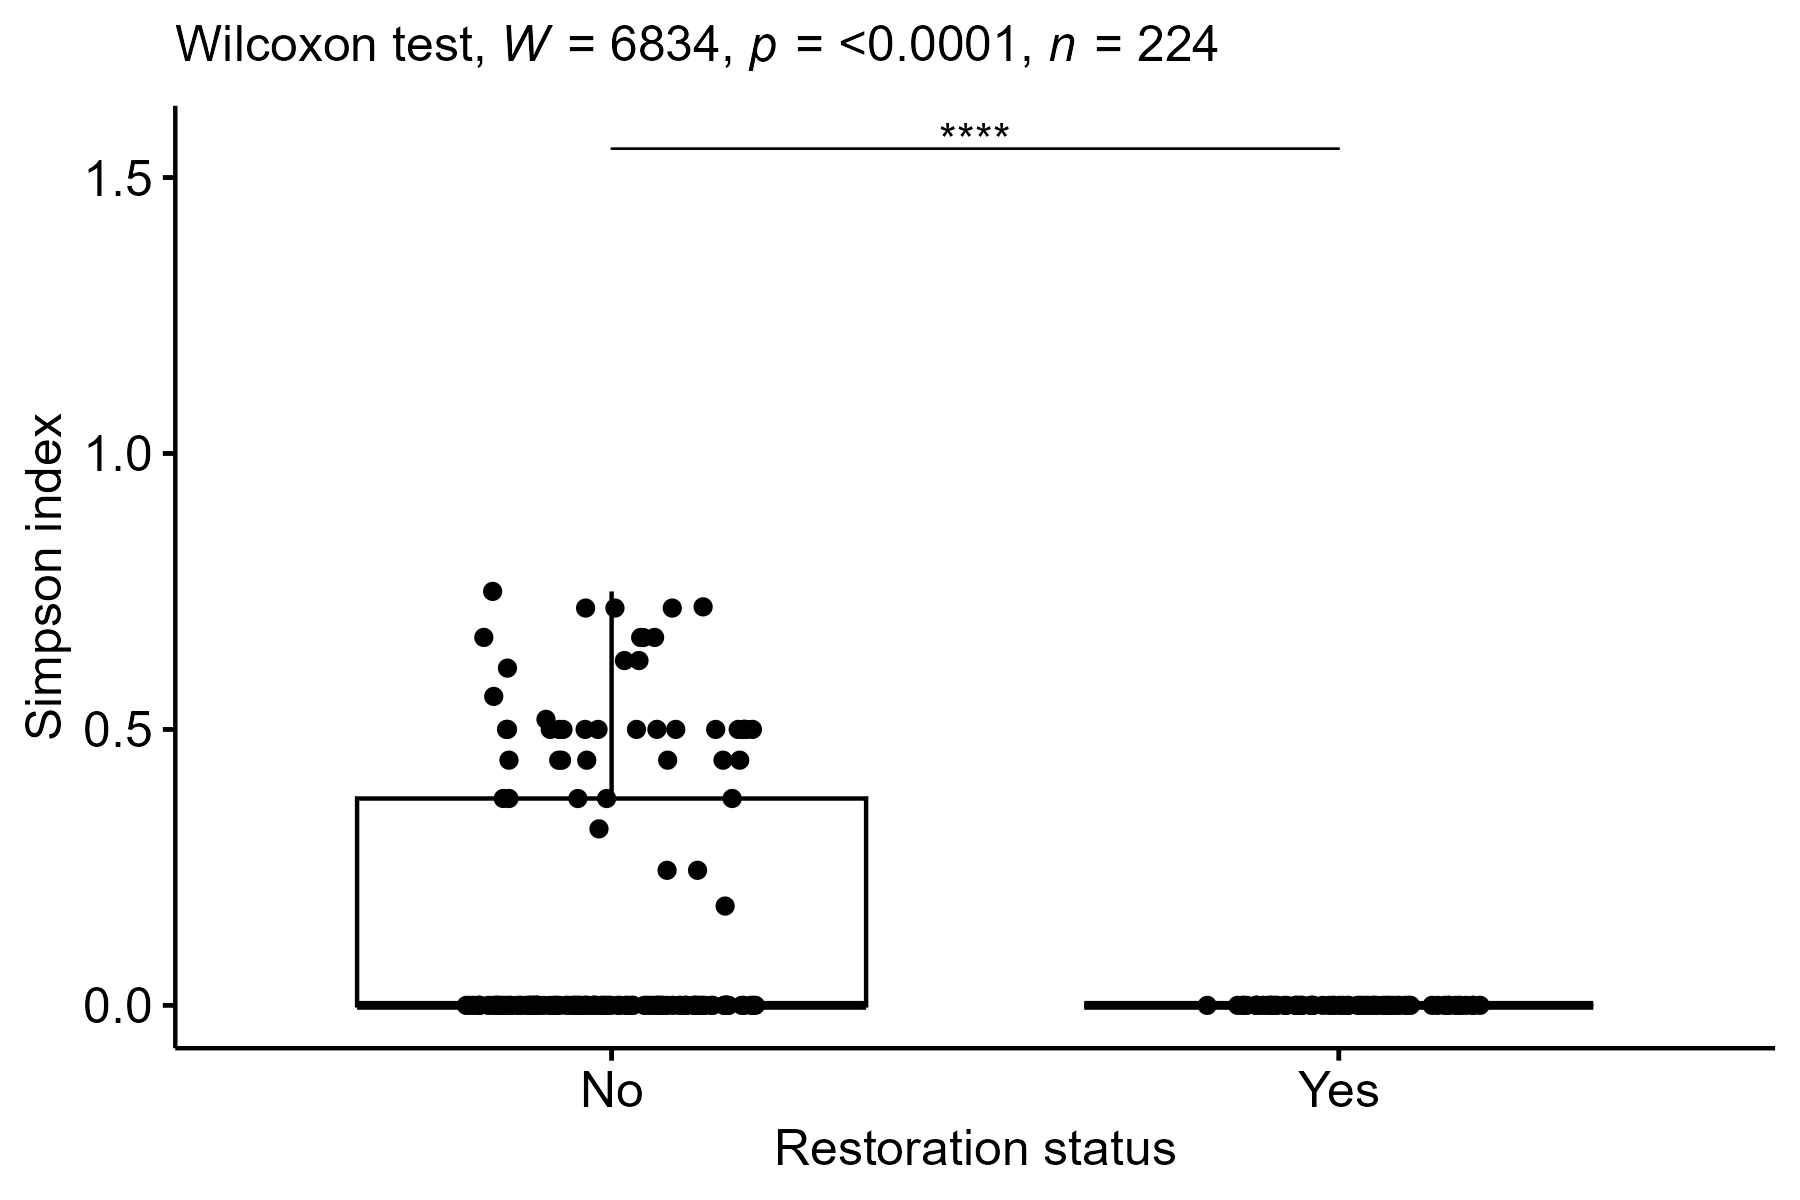 Wilcoxon test, W = 6834, p = <0.0001, n = 224
****
1.5
1.0
0.5
0.0
Simpson index
No Yes
Restoration status